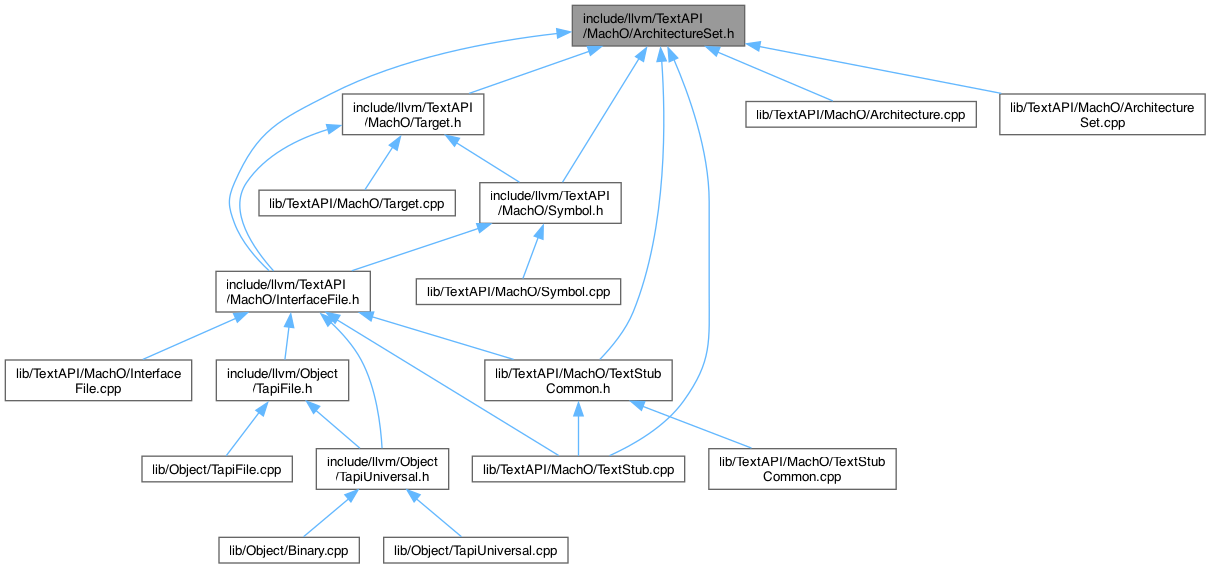 include/llvm/TextAPI
/MachO/ArchitectureSet.h
include/llvm/TextAPI
/MachO/Target.h
lib/TextAPI/MachO/Architecture.cpp
lib/TextAPI/MachO/Architecture
Set.cpp
lib/TextAPI/MachO/Target.cpp
include/llvm/TextAPI
/MachO/Symbol.h
include/llvm/TextAPI
/MachO/InterfaceFile.h
lib/TextAPI/MachO/Symbol.cpp
lib/TextAPI/MachO/Interface
File.cpp
include/llvm/Object
/TapiFile.h
lib/TextAPI/MachO/TextStub
Common.h
lib/Object/TapiFile.cpp
include/llvm/Object
/TapiUniversal.h
lib/TextAPI/MachO/TextStub.cpp
lib/TextAPI/MachO/TextStub
Common.cpp
lib/Object/Binary.cpp
lib/Object/TapiUniversal.cpp